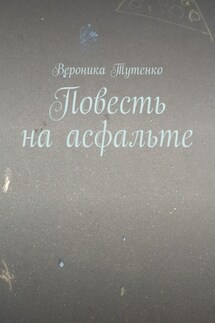 Вероника Тутенко
Повесть
на асфальте